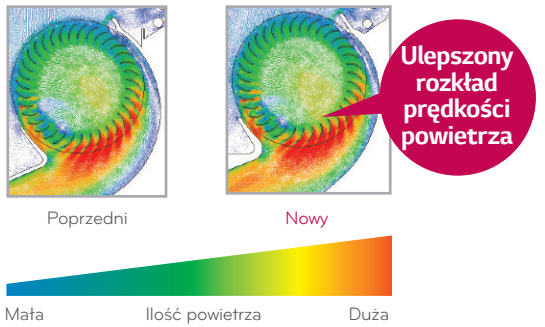 Ulepszony
rozkład
prędkości
powietrza
Poprzedni
Nowy
Mała
Ilość powietrza
Duża